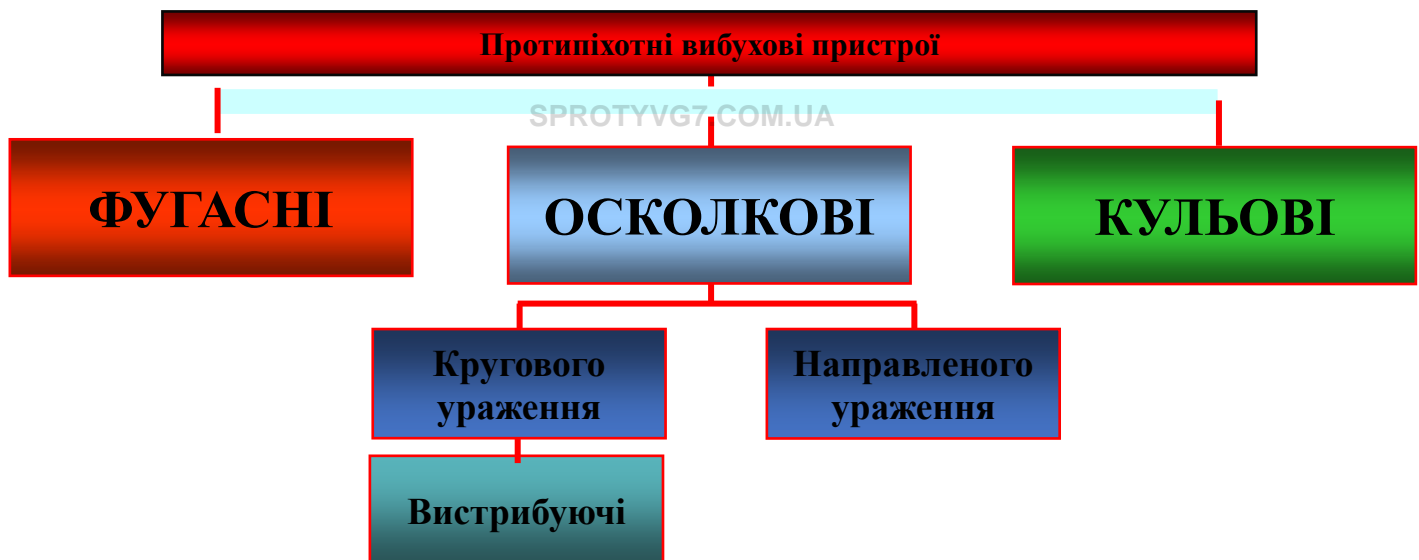 Протипіхотні вибухові пристрої
SPROTYVG7.COM.UA
ФУГАСНІ
ОСКОЛКОВІ
КУЛЬОВІ
Кругового
ураження
Направленого
ураження
Вистрибуючі